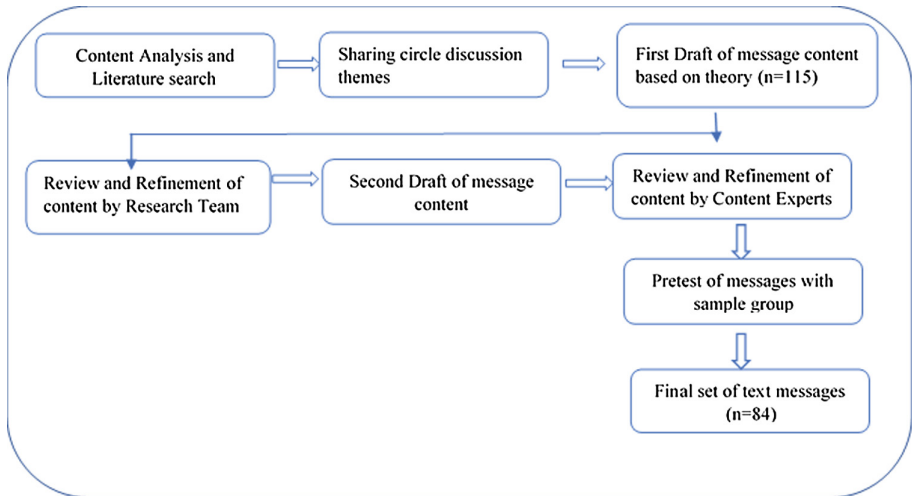 Content Analysis and
Literature search
Sharing circle discussion
themes
First Draft of message content
based on theory (n=115)
Review and Refinement of
content by Research Team
Second Draft of message
content
Review and Refinement of
content by Content Experts
Pretest of messages with
sample group
Final set of text messages
(n=84)